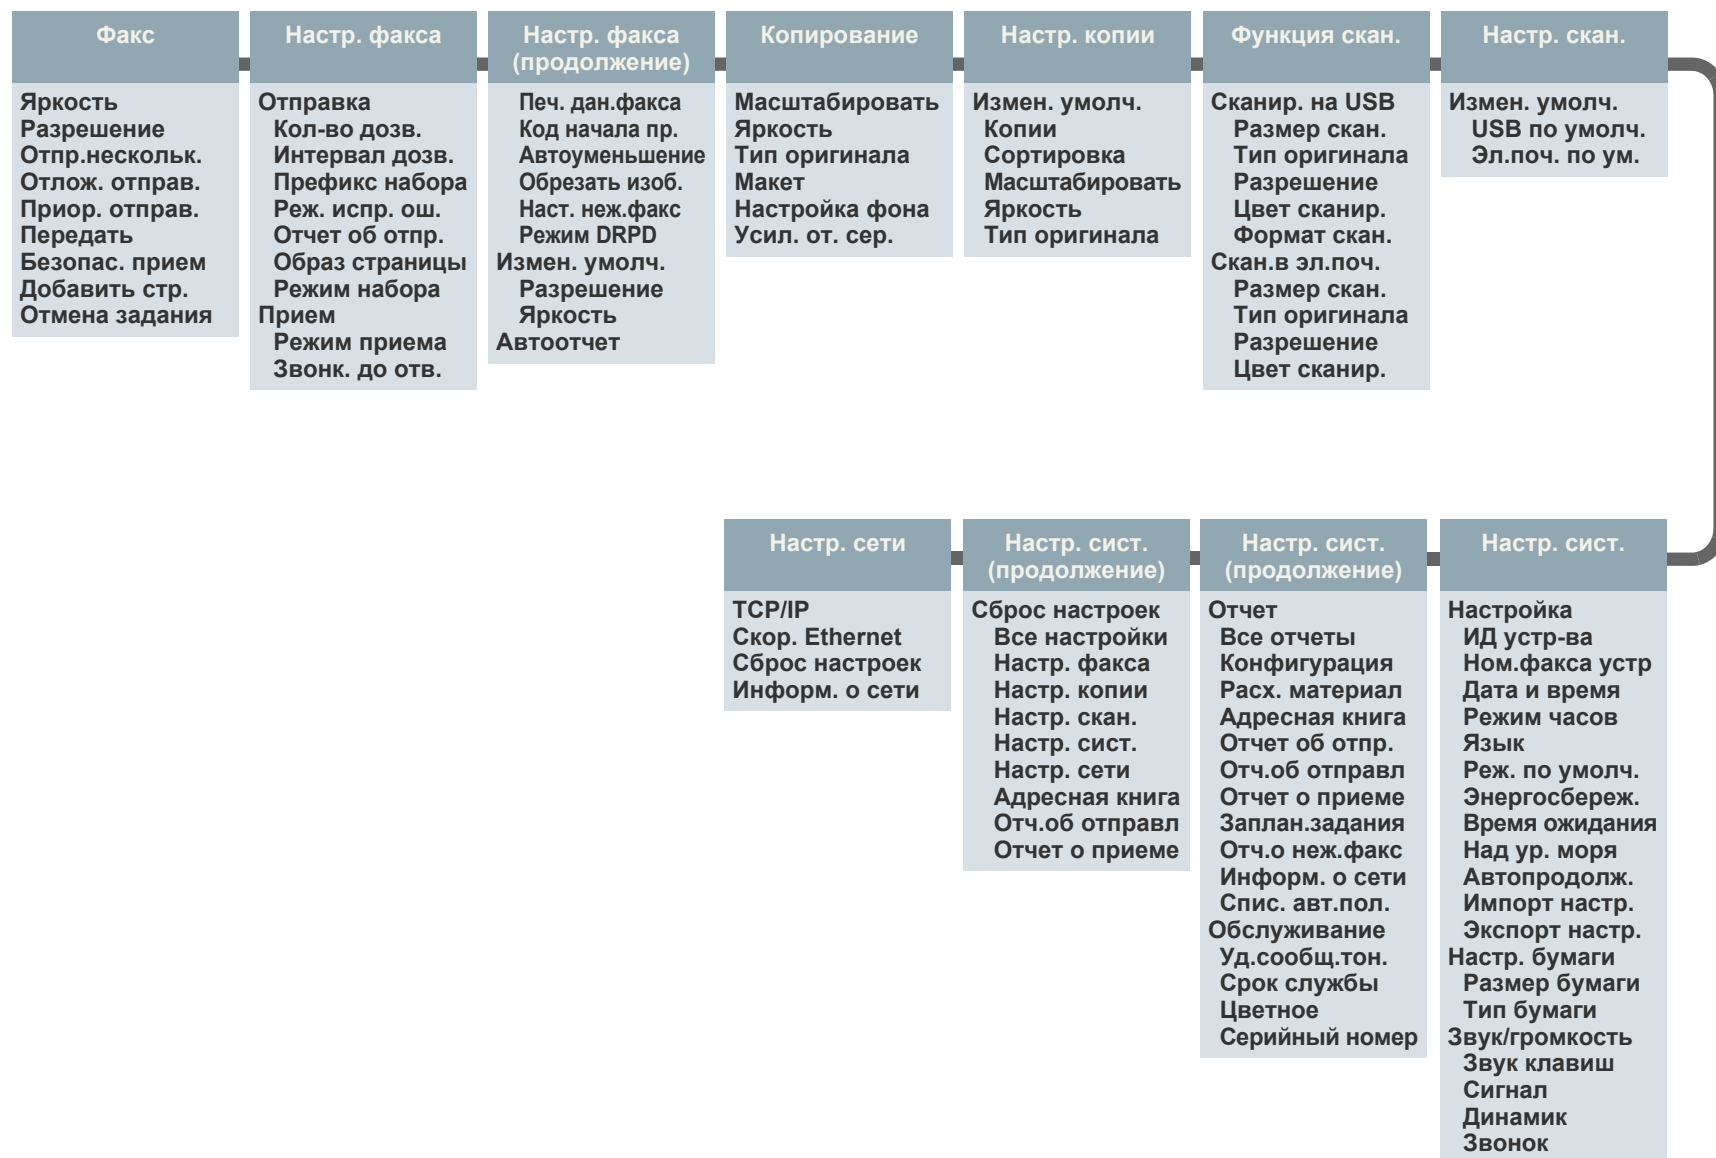 Факс
Яркость
Разрешение
Отпр.нескольк.
Отлож. отправ.
Приор. отправ.
Передать
Безопас. прием
Добавить стр.
Отмена задания
Настр. факса
Отправка
Кол-во дозв.
Интервал дозв.
Префикс набора
Реж. испр. ош.
Отчет об отпр.
Образ страницы
Режим набора
Прием
Режим приема
Звонк. до отв.
Настр. факса
(продолжение)
Печ. дан.факса
Код начала пр.
Автоуменьшение
Обрезать изоб.
Наст. неж.факс
Режим DRPD
Измен. умолч.
Разрешение
Яркость
Автоотчет
Копирование
Масштабировать
Яркость
Тип оригинала
Макет
Настройка фона
Усил. от. сер.
Настр. копии
Измен. умолч.
Копии
Сортировка
Масштабировать
Яркость
Тип оригинала
Функция скан.
Сканир. на USB
Размер скан.
Тип оригинала
Разрешение
Цвет сканир.
Формат скан.
Скан.в эл.поч.
Размер скан.
Тип оригинала
Разрешение
Цвет сканир.
Настр. скан.
Измен. умолч.
USB по умолч.
Эл.поч. по ум.
Настр. сети
TCP/IP
Скор. Ethernet
Сброс настроек
Информ. о сети
Настр. сист.
(продолжение)
Сброс настроек
Все настройки
Настр. факса
Настр. копии
Настр. скан.
Настр. сист.
Настр. сети
Адресная книга
Отч.об отправл
Отчет о приеме
Настр. сист.
(продолжение)
Отчет
Все отчеты
Конфигурация
Расх. материал
Адресная книга
Отчет об отпр.
Отч.об отправл
Отчет о приеме
Заплан.задания
Отч.о неж.факс
Информ. о сети
Спис. авт.пол.
Обслуживание
Уд.сообщ.тон.
Срок службы
Цветное
Серийный номер
Настр. сист.
Настройка
ИД устр-ва
Ном.факса устр
Дата и время
Режим часов
Язык
Реж. по умолч.
Энергосбереж.
Время ожидания
Над ур. моря
Автопродолж.
Импорт настр.
Экспорт настр.
Настр. бумаги
Размер бумаги
Тип бумаги
Звук/громкость
Звук клавиш
Сигнал
Динамик
Звонок